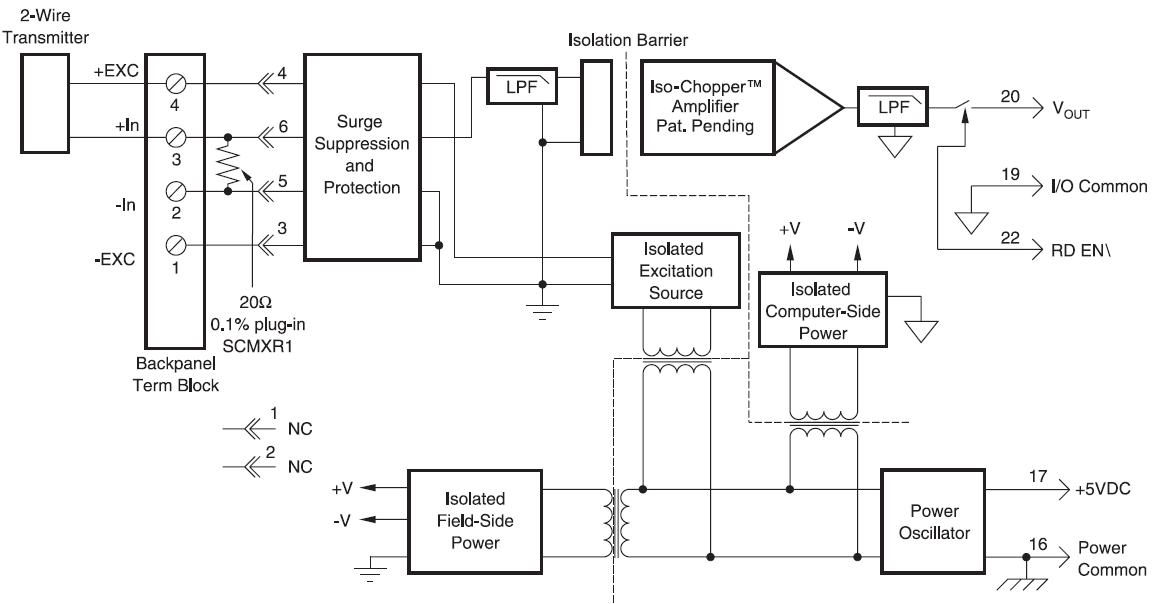 2-Wire
Transmitter
+EXC
4
4
+In
3
6
-In
2
5
-EXC
1
3
Surge
Suppression
and
Protection
20Ω
0.1% plug-in
SCMXR1
Backpanel
Term Block
LPF
Isolation Barrier
Iso-Chopper™
Amplifier
Pat. Pending
LPF
20
VOUT
19
I/O Common
22
RD EN\
Isolated
Excitation
Source
+V
-V
Isolated
Computer-Side
Power
1
NC
2
NC
+V
-V
Isolated
Field-Side
Power
Power
Oscillator
17
+5VDC
16
Power
Common